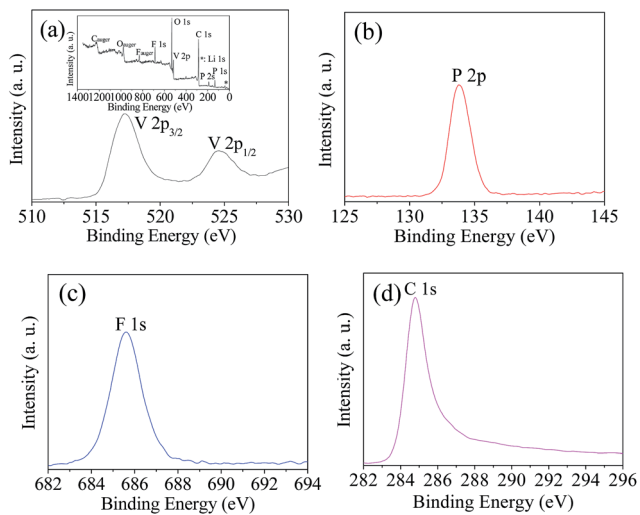 (a)
O 1s
C 1s
Cauger
Oauger
Fauger
F 1s
V 2p
*: Li 1s
P 2s
P 1s
*
Intensity (a. u.)
1400 1200 1000 800 600 400 200 0
Binding Energy (eV)
V 2p3/2
V 2p1/2
Intensity (a. u.)
510 515 520 525 530
Binding Energy (eV)
(b)
P 2p
Intensity (a. u.)
125 130 135 140 145
Binding Energy (eV)
(c)
F 1s
Intensity (a. u.)
682 684 686 688 690 692 694
Binding Energy (eV)
(d)
C 1s
Intensity (a. u.)
282 284 286 288 290 292 294 296
Binding Energy (eV)